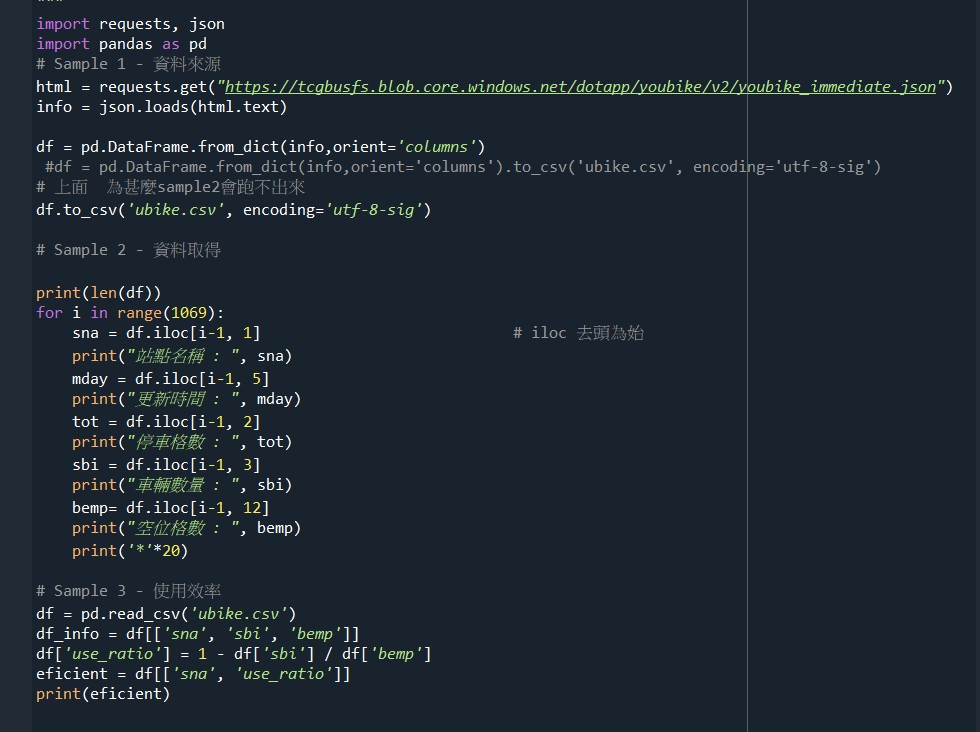 import requests, json
import pandas as pd
# Sample 1 - 資料來源
html = requests.get("https://tcgbusfs.blob.core.windows.net/dotapp/youbike/v2/youbike_immediate.json")
info = json.loads(html.text)
df = pd.DataFrame.from_dict(info,orient='columns')
#df = pd.DataFrame.from_dict(info,orient='columns').to_csv('ubike.csv', encoding='utf-8-sig')
# 上面  為甚麼sample2會跑不出來
df.to_csv('ubike.csv', encoding='utf-8-sig')
# Sample 2 - 資料取得
print(len(df))
for i in range(1069):
    sna = df.iloc[i-1, 1]    # iloc 去頭為始
    print("站點名稱 : ", sna)
    mday = df.iloc[i-1, 5]
    print("更新時間 : ", mday)
    tot = df.iloc[i-1, 2]
    print("停車格數 : ", tot)
    sbi = df.iloc[i-1, 3]
    print("車輛數量 : ", sbi)
    bemp= df.iloc[i-1, 12]
    print("空位格數 : ", bemp)
    print('*'*20)
# Sample 3 - 使用效率
df = pd.read_csv('ubike.csv')
df_info = df[['sna', 'sbi', 'bemp']]
df['use_ratio'] = 1 - df['sbi'] / df['bemp']
eficient = df[['sna', 'use_ratio']]
print(eficient)